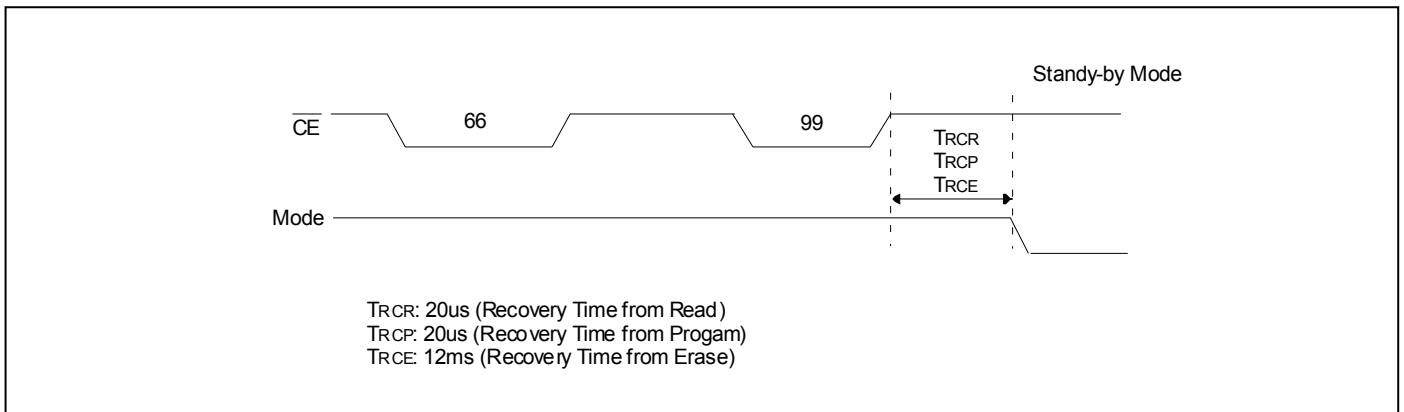 Standy-by Mode
CE
66
99
TRCR
TRCP
TRCE
Mode
TRCR: 20us (Recovery Time from Read)
TRCP: 20us (Recovery Time from Progam)
TRCE: 12ms (Recovery Time from Erase)